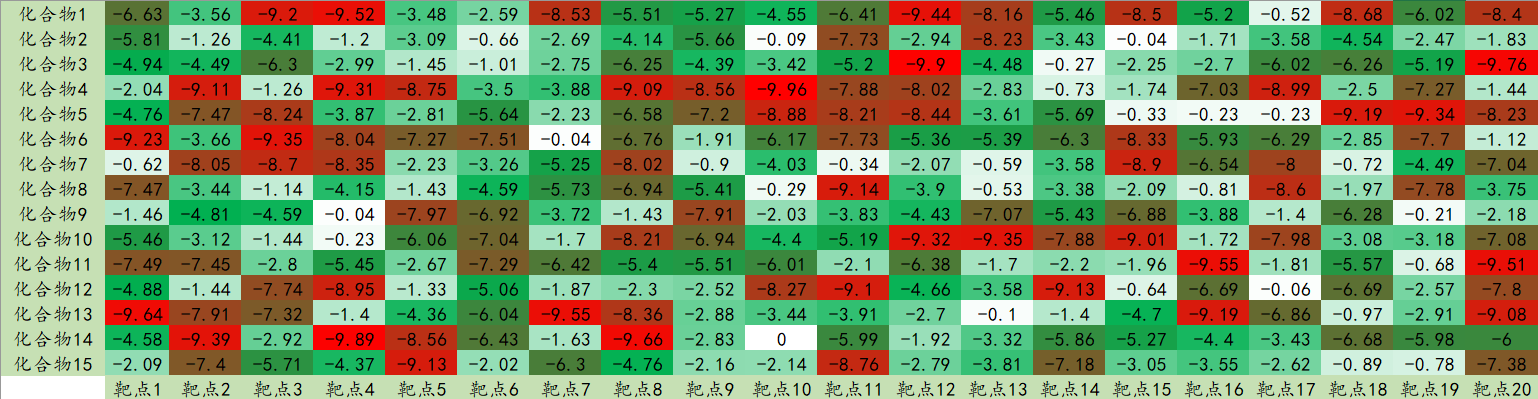 化合物1 -6.63 -3.56 -9.2 -9.52 -3.48 -2.59 -8.53 -5.51 -5.27 -4.55 -6.41 -9.44 -8.16 -5.46 -8.5 -5.2 -0.52 -8.68 -6.02 -8.4
化合物2 -5.81 -1.26 -4.41 -1.2 -3.09 -0.66 -2.69 -4.14 -5.66 -0.09 -7.73 -2.94 -8.23 -3.43 -0.04 -1.71 -3.58 -4.54 -2.47 -1.83
化合物3 -4.94 -4.49 -6.3 -2.99 -1.45 -1.01 -2.75 -6.25 -4.39 -3.42 -5.2 -9.9 -4.48 -0.27 -2.25 -2.7 -6.02 -6.26 -5.19 -9.76
化合物4 -2.04 -9.11 -1.26 -9.31 -8.75 -3.5 -3.88 -9.09 -8.56 -9.96 -7.88 -8.02 -2.83 -0.73 -1.74 -7.03 -8.99 -2.5 -7.27 -1.44
化合物5 -4.76 -7.47 -8.24 -3.87 -2.81 -5.64 -2.23 -6.58 -7.2 -8.88 -8.21 -8.44 -3.61 -5.69 -0.33 -0.23 -0.23 -9.19 -9.34 -8.23
化合物6 -9.23 -3.66 -9.35 -8.04 -7.27 -7.51 -0.04 -6.76 -1.91 -6.17 -7.73 -5.36 -5.39 -6.3 -8.33 -5.93 -6.29 -2.85 -7.7 -1.12
化合物7 -0.62 -8.05 -8.7 -8.35 -2.23 -3.26 -5.25 -8.02 -0.9 -4.03 -0.34 -2.07 -0.59 -3.58 -8.9 -6.54 -8 -0.72 -4.49 -7.04
化合物8 -7.47 -3.44 -1.14 -4.15 -1.43 -4.59 -5.73 -6.94 -5.41 -0.29 -9.14 -3.9 -0.53 -3.38 -2.09 -0.81 -8.6 -1.97 -7.78 -3.75
化合物9 -1.46 -4.81 -4.59 -0.04 -7.97 -6.92 -3.72 -1.43 -7.91 -2.03 -3.83 -4.43 -7.07 -5.43 -6.88 -3.88 -1.4 -6.28 -0.21 -2.18
化合物10 -5.46 -3.12 -1.44 -0.23 -6.06 -7.04 -1.7 -8.21 -6.94 -4.4 -5.19 -9.32 -9.35 -7.88 -9.01 -1.72 -7.98 -3.08 -3.18 -7.08
化合物11 -7.49 -7.45 -2.8 -5.45 -2.67 -7.29 -6.42 -5.4 -5.51 -6.01 -2.1 -6.38 -1.7 -2.2 -1.96 -9.55 -1.81 -5.57 -0.68 -9.51
化合物12 -4.88 -1.44 -7.74 -8.95 -1.33 -5.06 -1.87 -2.3 -2.52 -8.27 -9.1 -4.66 -3.58 -9.13 -0.64 -6.69 -0.06 -6.69 -2.57 -7.8
化合物13 -9.64 -7.91 -7.32 -1.4 -4.36 -6.04 -9.55 -8.36 -2.88 -3.44 -3.91 -2.7 -0.1 -1.4 -4.7 -9.19 -6.86 -0.97 -2.91 -9.08
化合物14 -4.58 -9.39 -2.92 -9.89 -8.56 -6.43 -1.63 -9.66 -2.83 0 -5.99 -1.92 -3.32 -5.86 -5.27 -4.4 -3.43 -6.68 -5.98 -6
化合物15 -2.09 -7.4 -5.71 -4.37 -9.13 -2.02 -6.3 -4.76 -2.16 -2.14 -8.76 -2.79 -3.81 -7.18 -3.05 -3.55 -2.62 -0.89 -0.78 -7.38
靶点1 靶点2 靶点3 靶点4 靶点5 靶点6 靶点7 靶点8 靶点9 靶点10 靶点11 靶点12 靶点13 靶点14 靶点15 靶点16 靶点17 靶点18 靶点19 靶点20